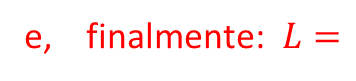 e, finalmente: L =